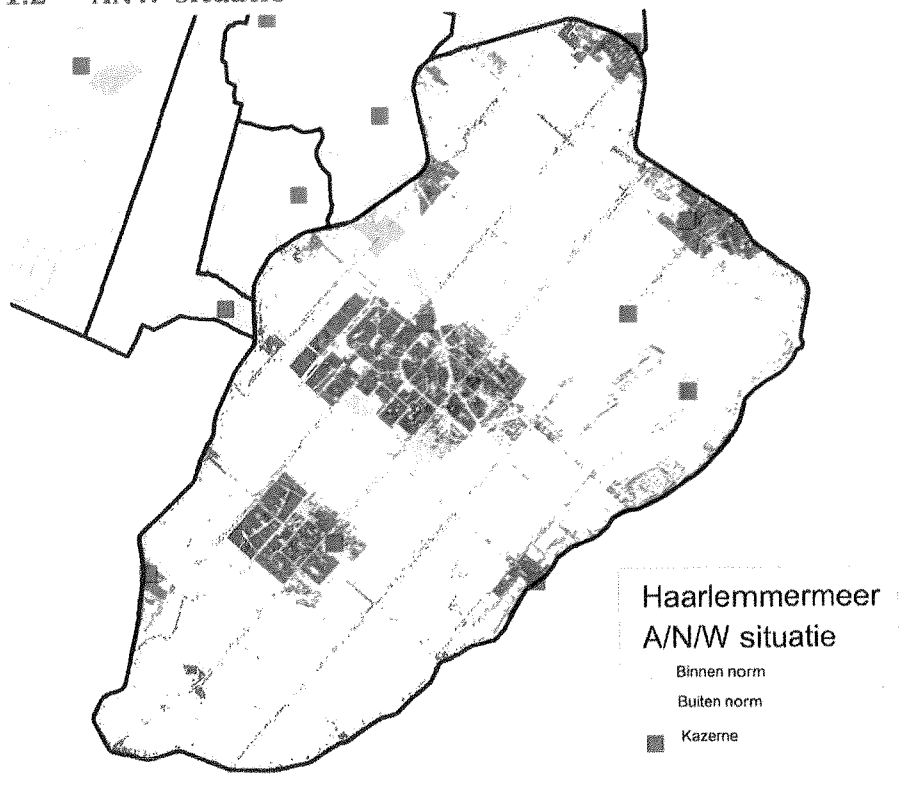 Haarlemmermeer
A/N/W situatie
Binnen norm
Buiten norm
Kazerne